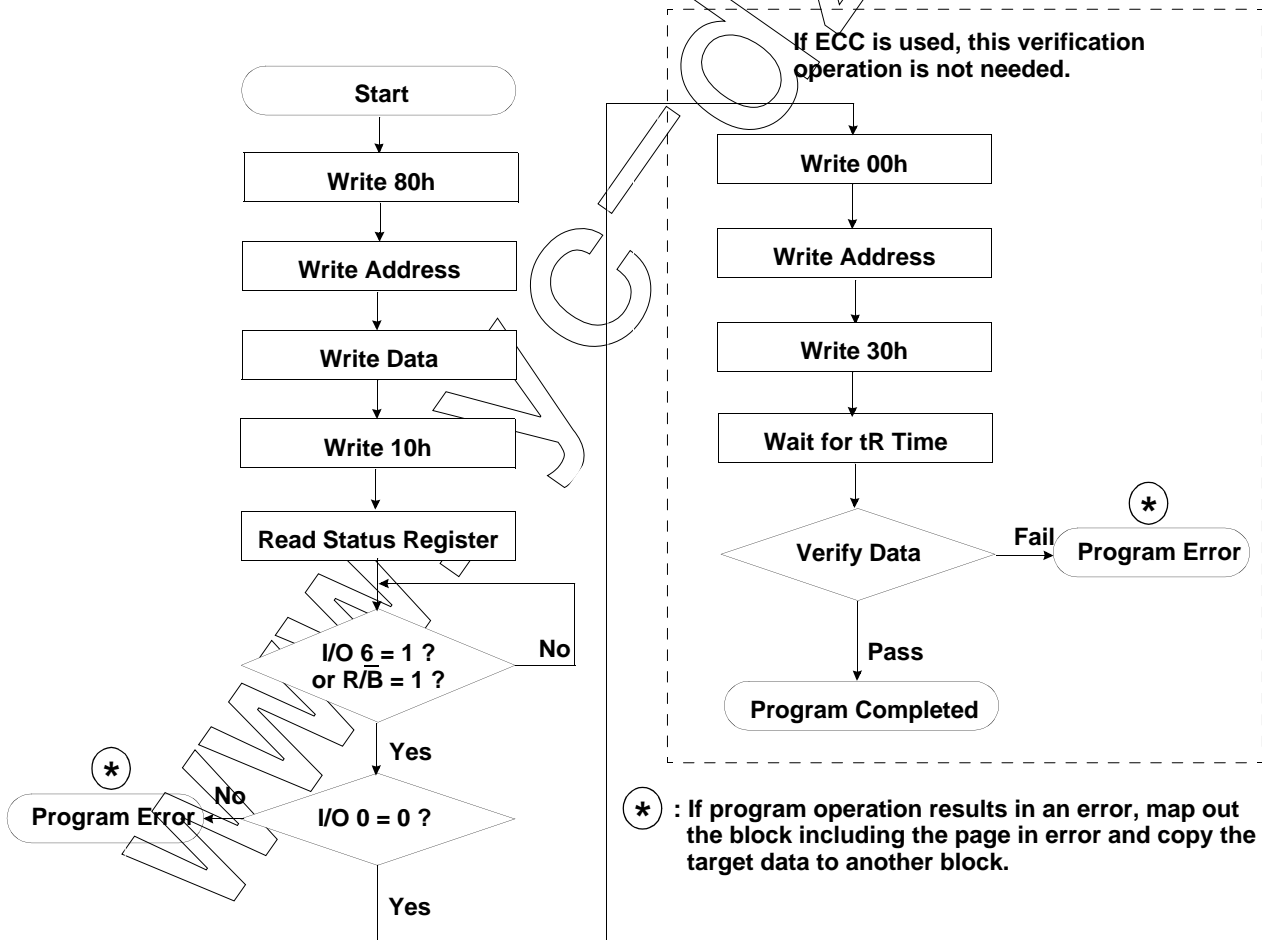 Start
Write 80h
Write Address
Write Data
Write 10h
Read Status Register
I/O 6 = 1 ?
or R/B̅ = 1 ?
No
Yes
*
Program Error
No
I/O 0 = 0 ?
Yes
If ECC is used, this verification
operation is not needed.
Write 00h
Write Address
Write 30h
Wait for tR Time
Verify Data
Fail
*
Program Error
Pass
Program Completed
* : If program operation results in an error, map out
the block including the page in error and copy the
target data to another block.